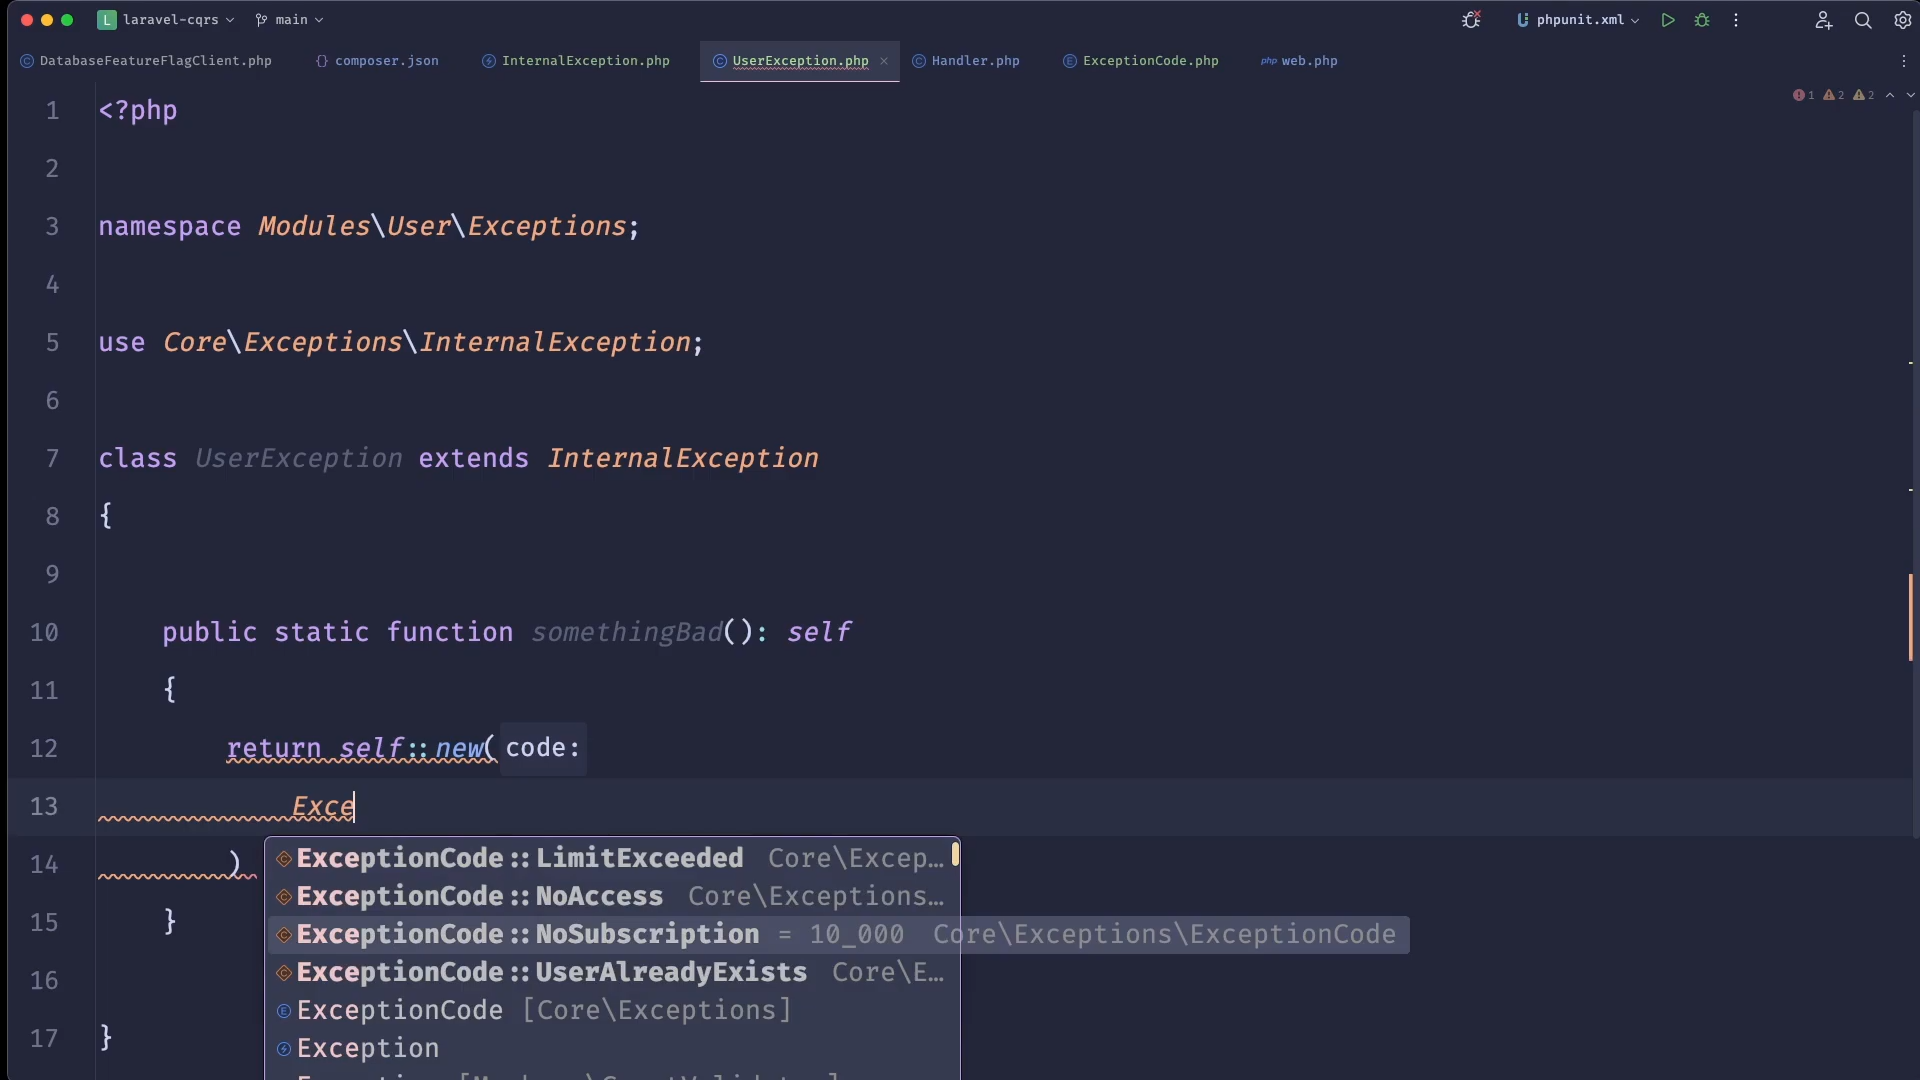 L laravel-cqrs main phpunit.xml
DatabaseFeatureFlagClient.php composer.json InternalException.php UserException.php Handler.php ExceptionCode.php php web.php
1 2 2
1 <?php
2
3 namespace Modules\User\Exceptions;
4
5 use Core\Exceptions\InternalException;
6
7 class UserException extends InternalException
8 {
9
10 public static function somethingBad(): self
11 {
12 return self::new( code:
13 Exce
14 )
ExceptionCode::LimitExceeded Core\Excep…
ExceptionCode::NoAccess Core\Exceptions…
15 }
ExceptionCode::NoSubscription = 10_000 Core\Exceptions\ExceptionCode
16
ExceptionCode::UserAlreadyExists Core\E…
ExceptionCode [Core\Exceptions]
17 }
Exception